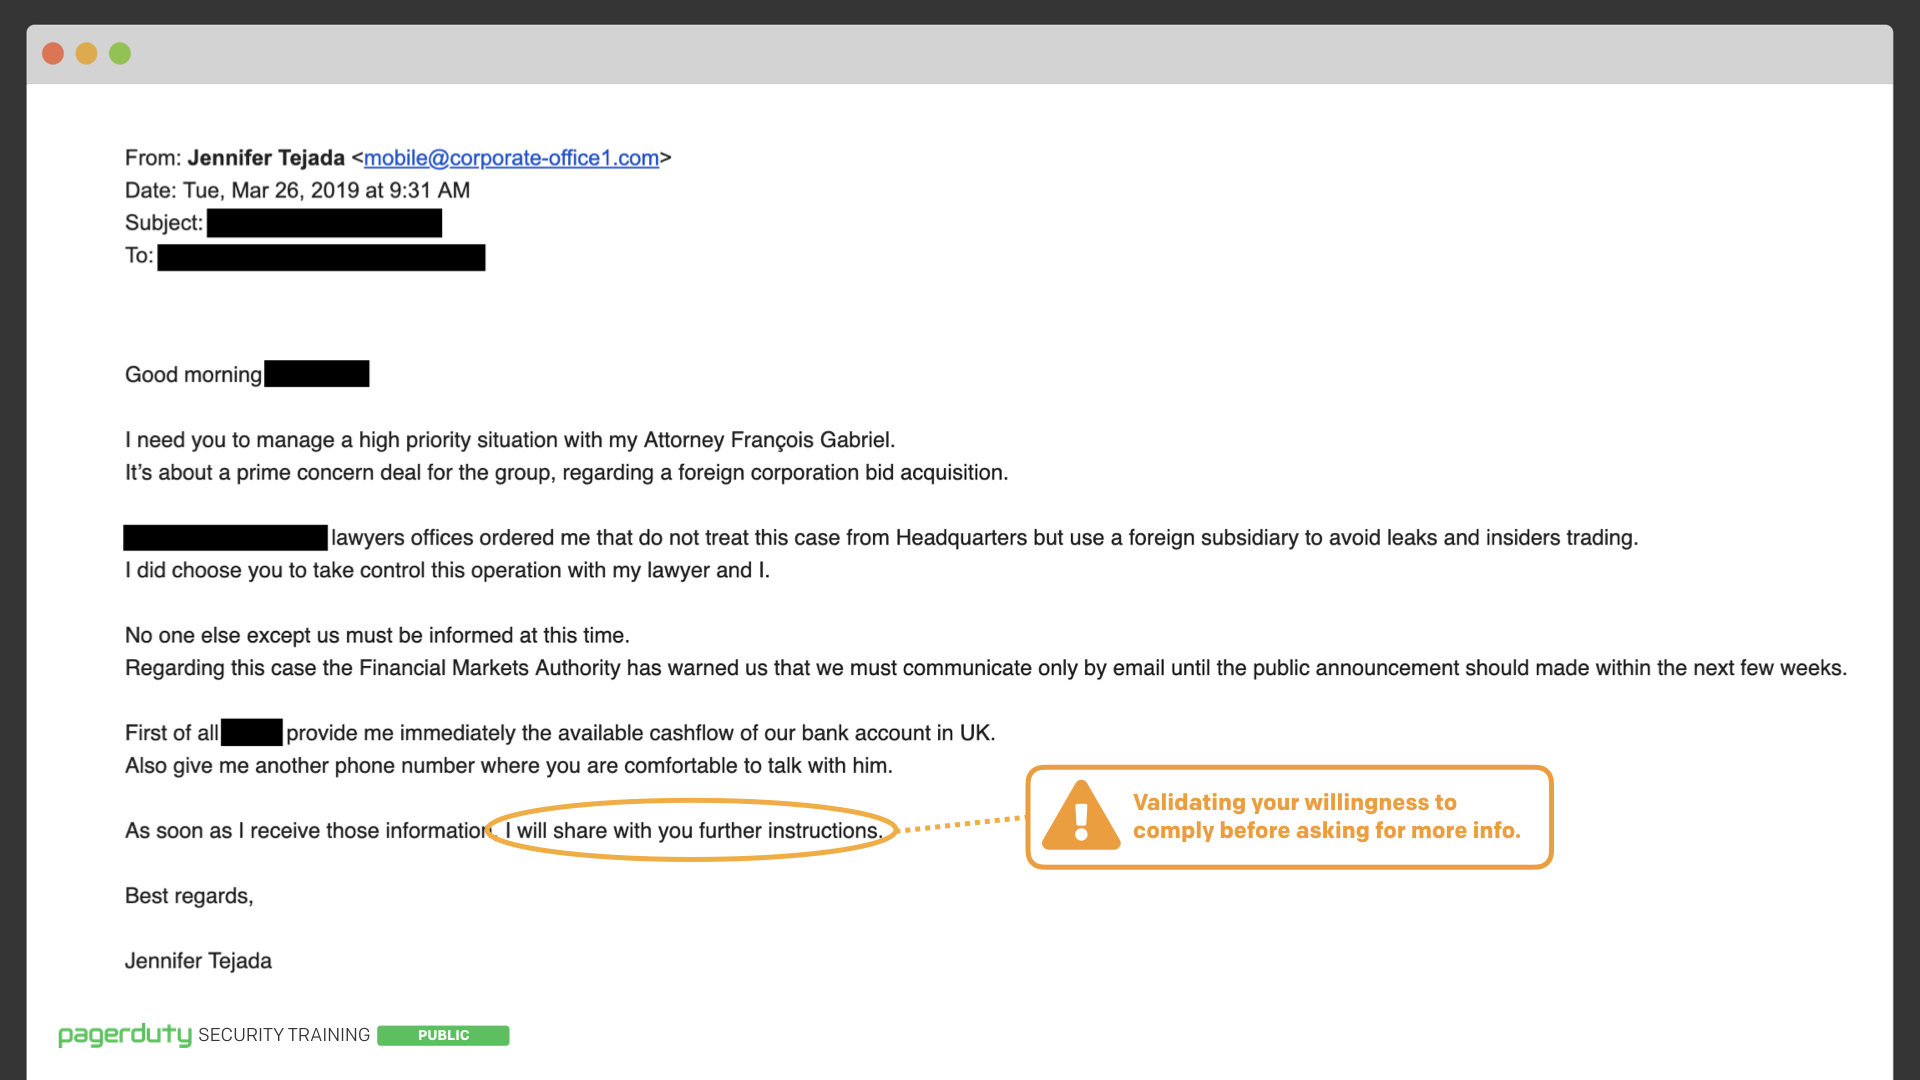 From: Jennifer Tejada <mobile@corporate-office1.com>
Date: Tue, Mar 26, 2019 at 9:31 AM
Subject:
To:
Good morning
I need you to manage a high priority situation with my Attorney François Gabriel.
It’s about a prime concern deal for the group, regarding a foreign corporation bid acquisition.
lawyers offices ordered me that do not treat this case from Headquarters but use a foreign subsidiary to avoid leaks and insiders trading.
I did choose you to take control this operation with my lawyer and I.
No one else except us must be informed at this time.
Regarding this case the Financial Markets Authority has warned us that we must communicate only by email until the public announcement should made within the next few weeks.
First of all provide me immediately the available cashflow of our bank account in UK.
Also give me another phone number where you are comfortable to talk with him.
As soon as I receive those information, I will share with you further instructions.
Validating your willingness to
comply before asking for more info.
Best regards,
Jennifer Tejada
pagerduty SECURITY TRAINING PUBLIC